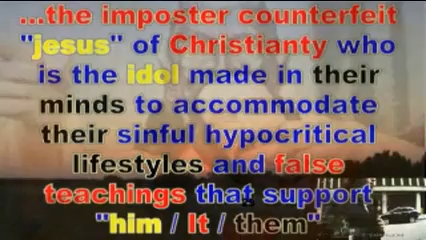 ...the imposter counterfeit
"jesus" of Christianty who
is the idol made in their
minds to accommodate
their sinful hypocritical
lifestyles and false
teachings that support
"him / It / them"